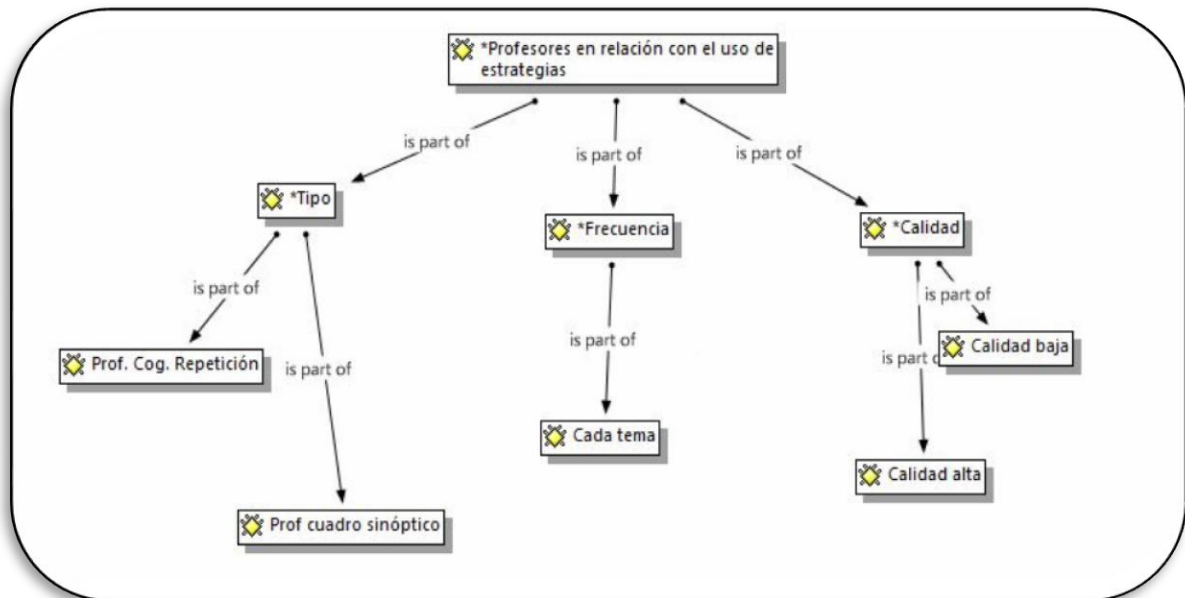 *Profesores en relación con el uso de
estrategias
is part of
is part of
is part of
*Tipo
*Frecuencia
*Calidad
is part of
is part of
is part of
is part of
is part o
Prof. Cog. Repetición
Calidad baja
Cada tema
Calidad alta
Prof cuadro sinóptico